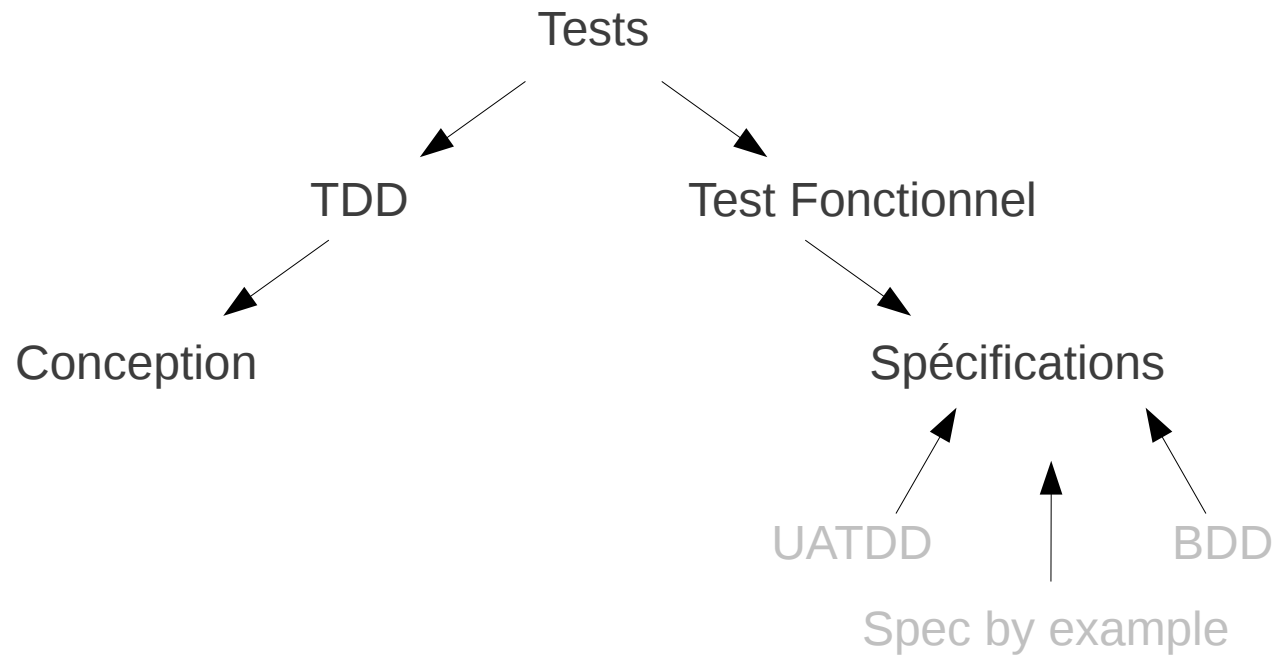 Tests
TDD
Test Fonctionnel
Conception
Spécifications
UATDD
BDD
Spec by example